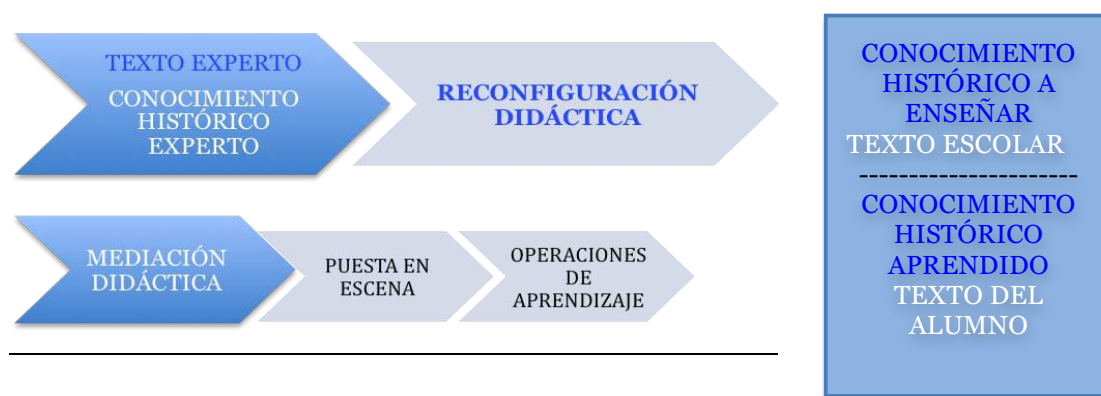 TEXTO EXPERTO
CONOCIMIENTO
HISTÓRICO
EXPERTO
RECONFIGURACIÓN
DIDÁCTICA
MEDIACIÓN
DIDÁCTICA
PUESTA EN
ESCENA
OPERACIONES
DE
APRENDIZAJE
CONOCIMIENTO
HISTÓRICO A
ENSEÑAR
TEXTO ESCOLAR
----------------------
CONOCIMIENTO
HISTÓRICO
APRENDIDO
TEXTO DEL
ALUMNO